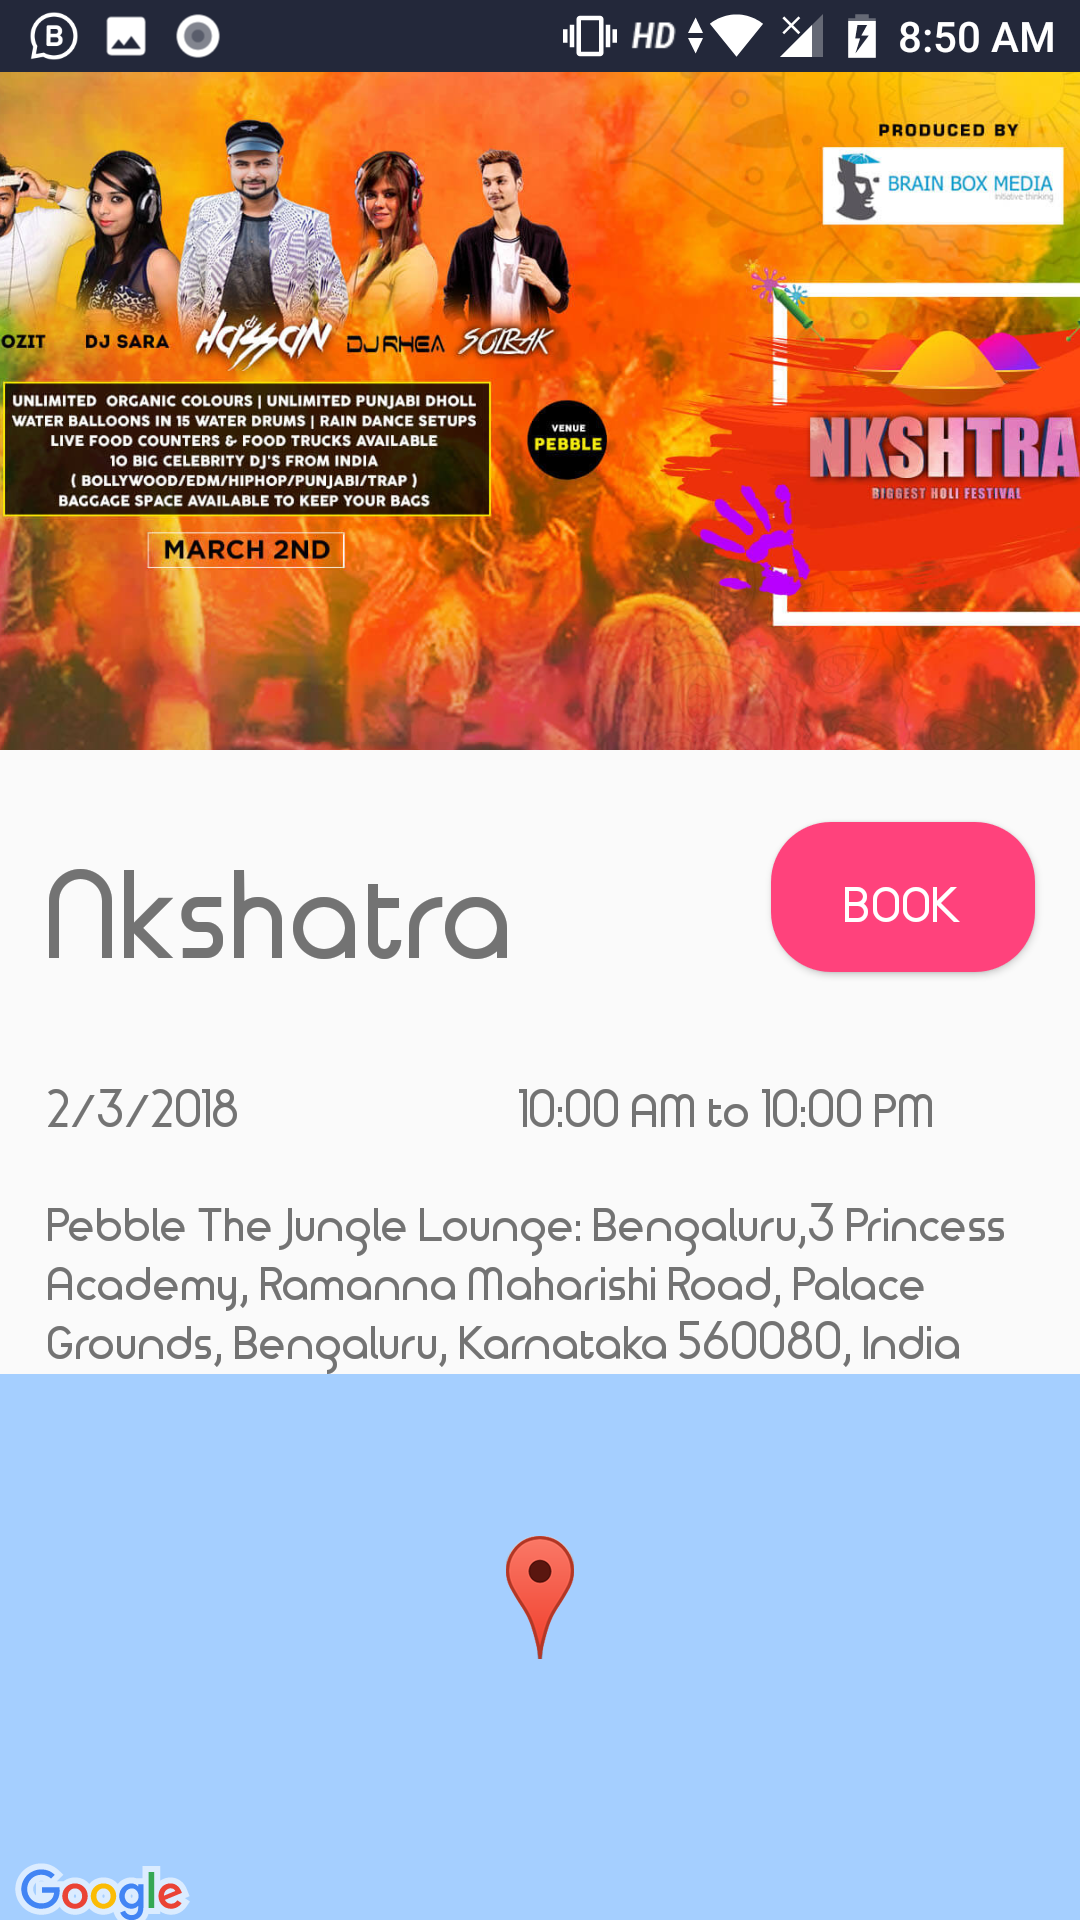 HD 8:50 AM
PRODUCED BY
BRAIN BOX MEDIA
initiative thinking
OZIT DJ SARA dj HASSAN DJ RHEA SOLRAK
UNLIMITED ORGANIC COLOURS | UNLIMITED PUNJABI DHOLL
WATER BALLOONS IN 15 WATER DRUMS | RAIN DANCE SETUPS
LIVE FOOD COUNTERS & FOOD TRUCKS AVAILABLE
10 BIG CELEBRITY DJ'S FROM INDIA
( BOLLYWOOD/EDM/HIPHOP/PUNJABI/TRAP )
BAGGAGE SPACE AVAILABLE TO KEEP YOUR BAGS
MARCH 2ND
VENUE
PEBBLE
NKSHTRA
BIGGEST HOLI FESTIVAL
Nkshatra
BOOK
2/3/2018 10:00 AM to 10:00 PM
Pebble The Jungle Lounge: Bengaluru,3 Princess
Academy, Ramanna Maharishi Road, Palace
Grounds, Bengaluru, Karnataka 560080, India
Google